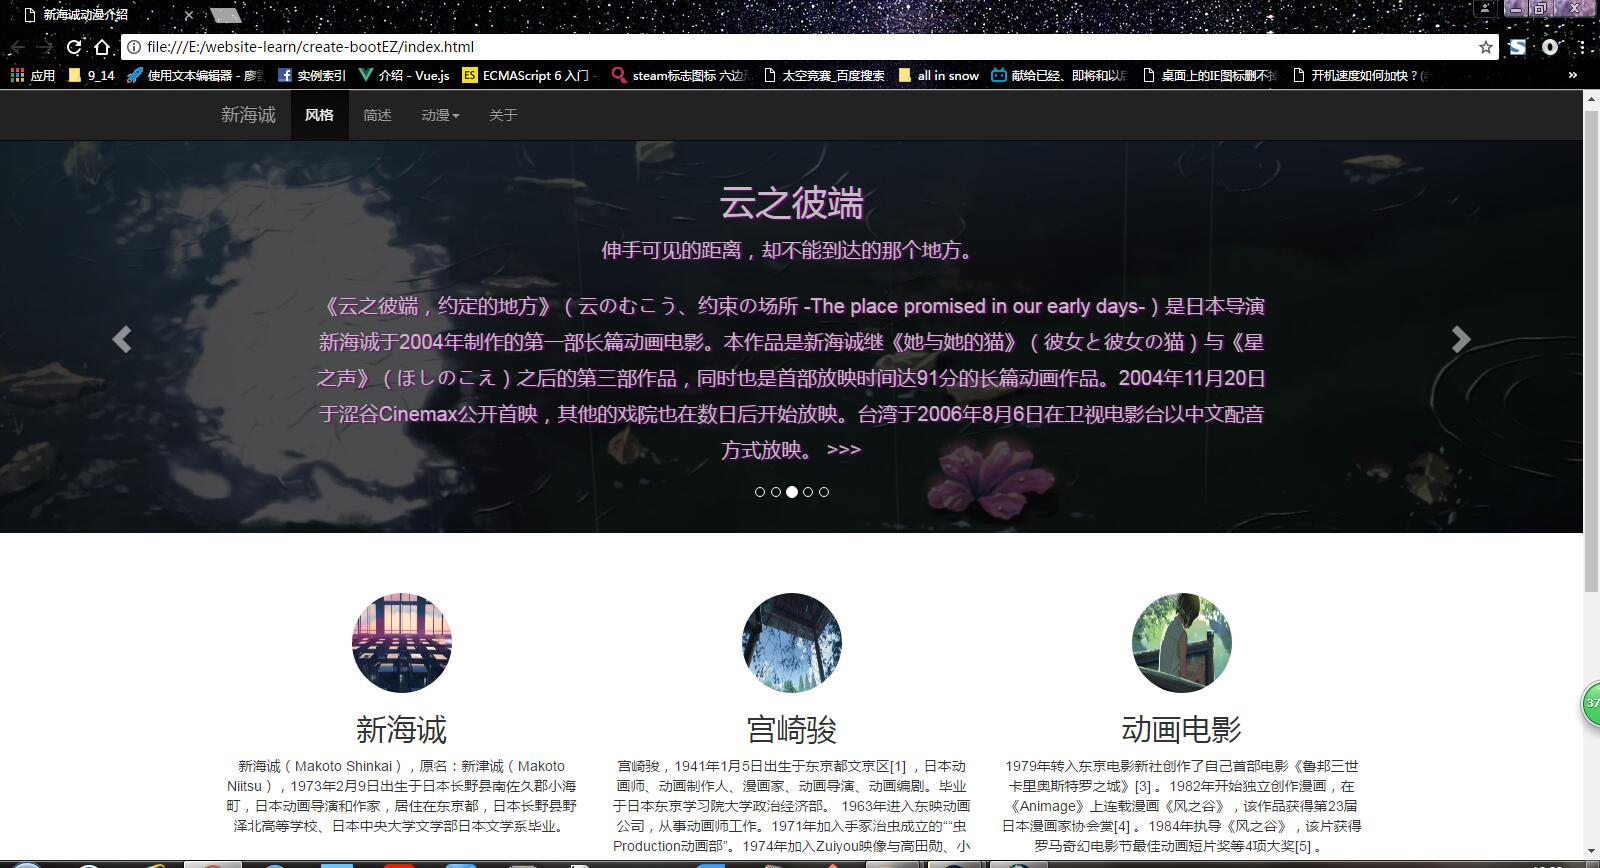 新海诚动漫介绍
file:///E:/website-learn/create-bootEZ/index.html
应用 9_14 使用文本编辑器 - 廖 实例索引 介绍 - Vue.js ES ECMAScript 6 入门 - steam标志图标 六边 太空竞赛_百度搜索 all in snow 献给已经、即将和以 桌面上的IE图标删不 开机速度如何加快？( »
新海诚 风格 简述 动漫 关于
云之彼端
伸手可见的距离，却不能到达的那个地方。
《云之彼端，约定的地方》（云のむこう、约束の场所 -The place promised in our early days-）是日本导演
新海诚于2004年制作的第一部长篇动画电影。本作品是新海诚继《她与她的猫》（彼女と彼女の猫）与《星
之声》（ほしのこえ）之后的第三部作品，同时也是首部放映时间达91分的长篇动画作品。2004年11月20日
于涩谷Cinemax公开首映，其他的戏院也在数日后开始放映。台湾于2006年8月6日在卫视电影台以中文配音
方式放映。 >>>
37
新海诚
新海诚（Makoto Shinkai），原名：新津诚（Makoto
Niitsu），1973年2月9日出生于日本长野县南佐久郡小海
町，日本动画导演和作家，居住在东京都，日本长野县野
泽北高等学校、日本中央大学文学部日本文学系毕业。
宫崎骏
宫崎骏，1941年1月5日出生于东京都文京区[1] ，日本动
画师、动画制作人、漫画家、动画导演、动画编剧。毕业
于日本东京学习院大学政治经济部。 1963年进入东映动画
公司，从事动画师工作。1971年加入手冢治虫成立的““虫
Production动画部”。1974年加入Zuiyou映像与高田勋、小
动画电影
1979年转入东京电影新社创作了自己首部电影《鲁邦三世
卡里奥斯特罗之城》[3] 。1982年开始独立创作漫画，在
《Animage》上连载漫画《风之谷》，该作品获得第23届
日本漫画家协会赏[4] 。1984年执导《风之谷》，该片获得
罗马奇幻电影节最佳动画短片奖等4项大奖[5] 。